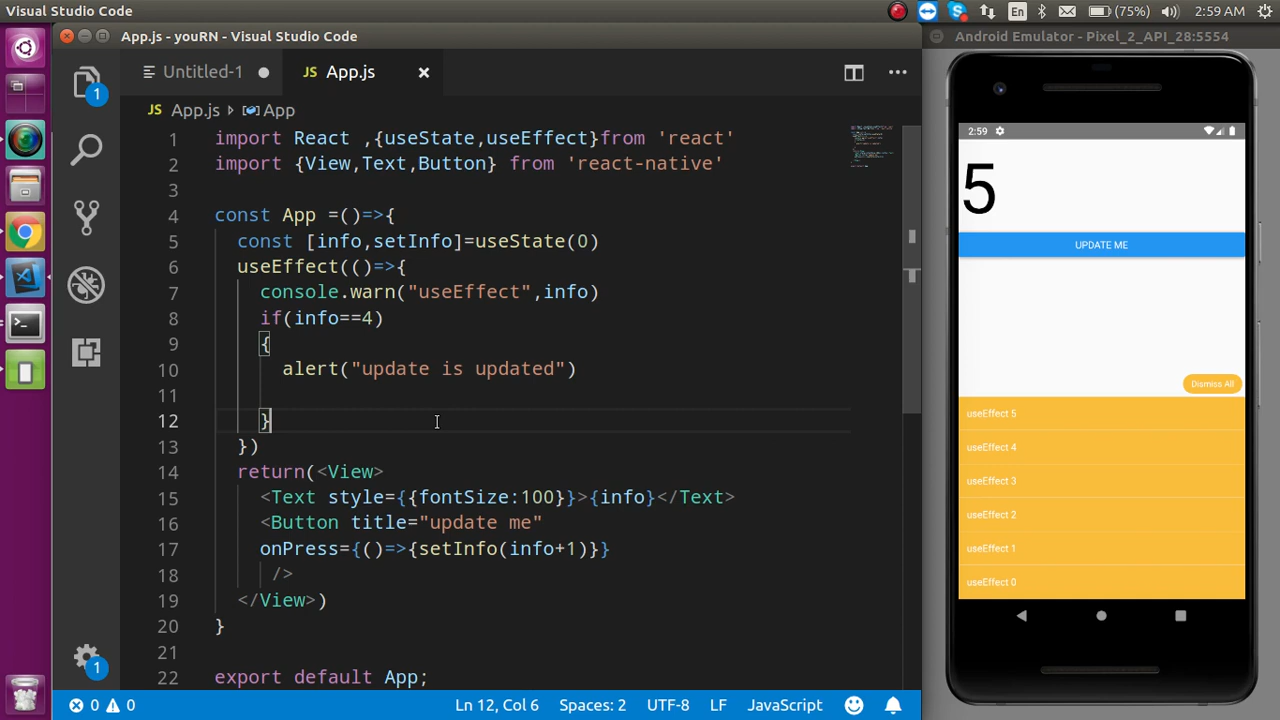 Visual Studio Code
En
(75%)
2:59 AM
App.js - youRN - Visual Studio Code
Android Emulator - Pixel_2_API_28:5554
1
Untitled-1
JS App.js
JS App.js App
1 import React ,{useState,useEffect}from 'react'
2 import {View,Text,Button} from 'react-native'
3
4 const App =()=>{
5 const [info,setInfo]=useState(0)
6 useEffect(()=>{
7 console.warn("useEffect",info)
8 if(info==4)
9 {
10 alert("update is updated")
11
12 }
13 })
14 return(<View>
15 <Text style={{fontSize:100}}>{info}</Text>
16 <Button title="update me"
17 onPress={()=>{setInfo(info+1)}}
18 />
19 </View>)
20 }
21
22 export default App;
1
0 0
Ln 12, Col 6
Spaces: 2
UTF-8
LF
JavaScript
2:59
5
UPDATE ME
Dismiss All
useEffect 5
useEffect 4
useEffect 3
useEffect 2
useEffect 1
useEffect 0